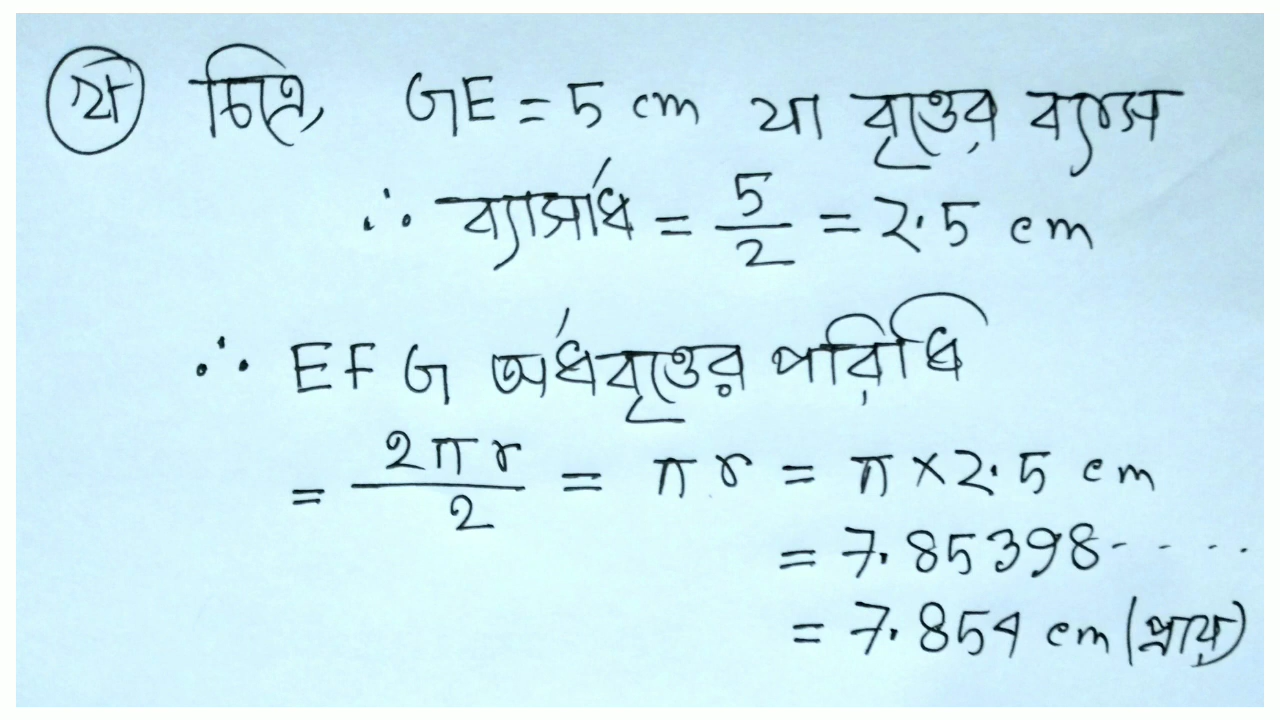 ঘ চিত্রে, GE = 5 cm যা বৃত্তের ব্যাস
∴ ব্যাসার্ধ = 5/2 = 2.5 cm
∴ EFG অর্ধবৃত্তের পরিধি
= 2πr/2 = πr = π×2.5 cm
= 7.85398.....
= 7.854 cm (প্রায়)